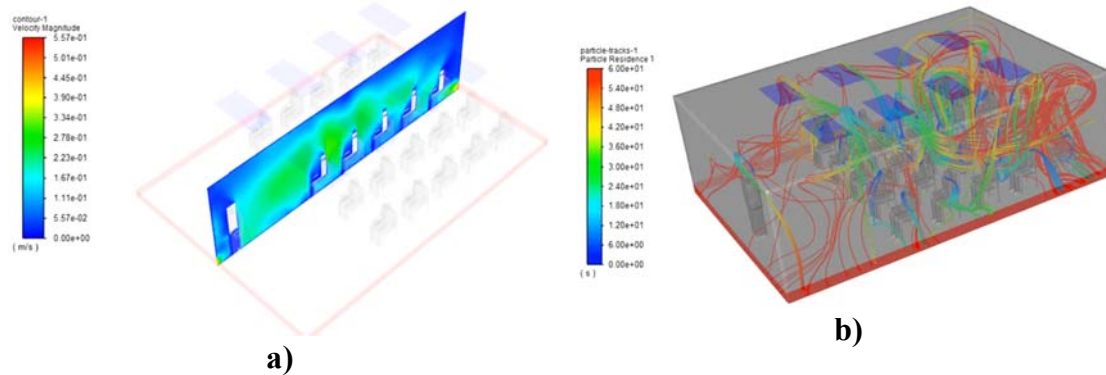 contour-1
Velocity Magnitude
5.57e-01
5.01e-01
4.45e-01
3.90e-01
3.34e-01
2.78e-01
2.23e-01
1.67e-01
1.11e-01
5.57e-02
0.00e+00
( m/s )
a)
particle-tracks-1
Particle Residence 1
6.00e+01
5.40e+01
4.80e+01
4.20e+01
3.60e+01
3.00e+01
2.40e+01
1.80e+01
1.20e+01
6.00e+00
0.00e+00
( s )
b)